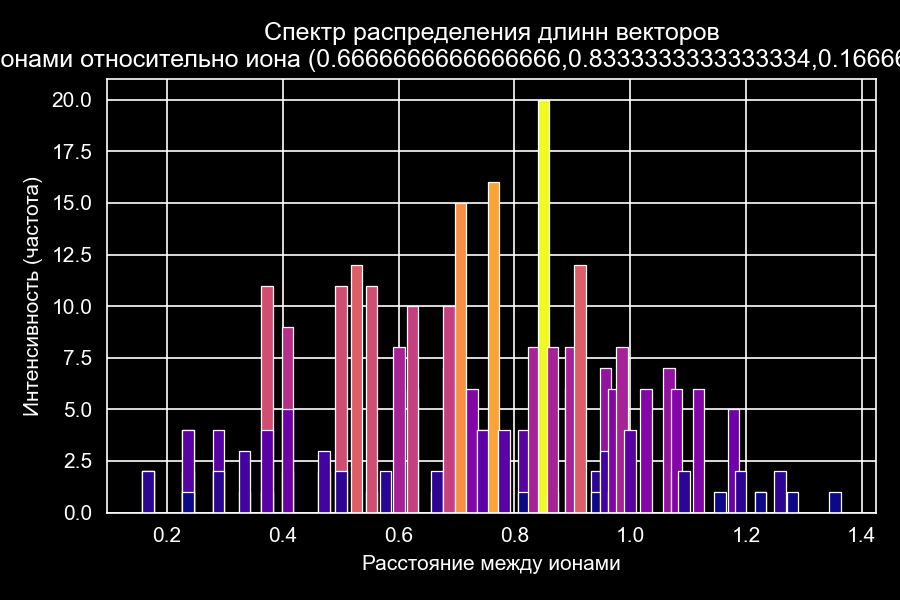 Спектр распределения длинн векторов
онами относительно иона (0.6666666666666666,0.8333333333333334,0.16666
20.0
17.5
15.0
12.5
10.0
7.5
5.0
2.5
0.0
Интенсивность (частота)
0.2 0.4 0.6 0.8 1.0 1.2 1.4
Расстояние между ионами